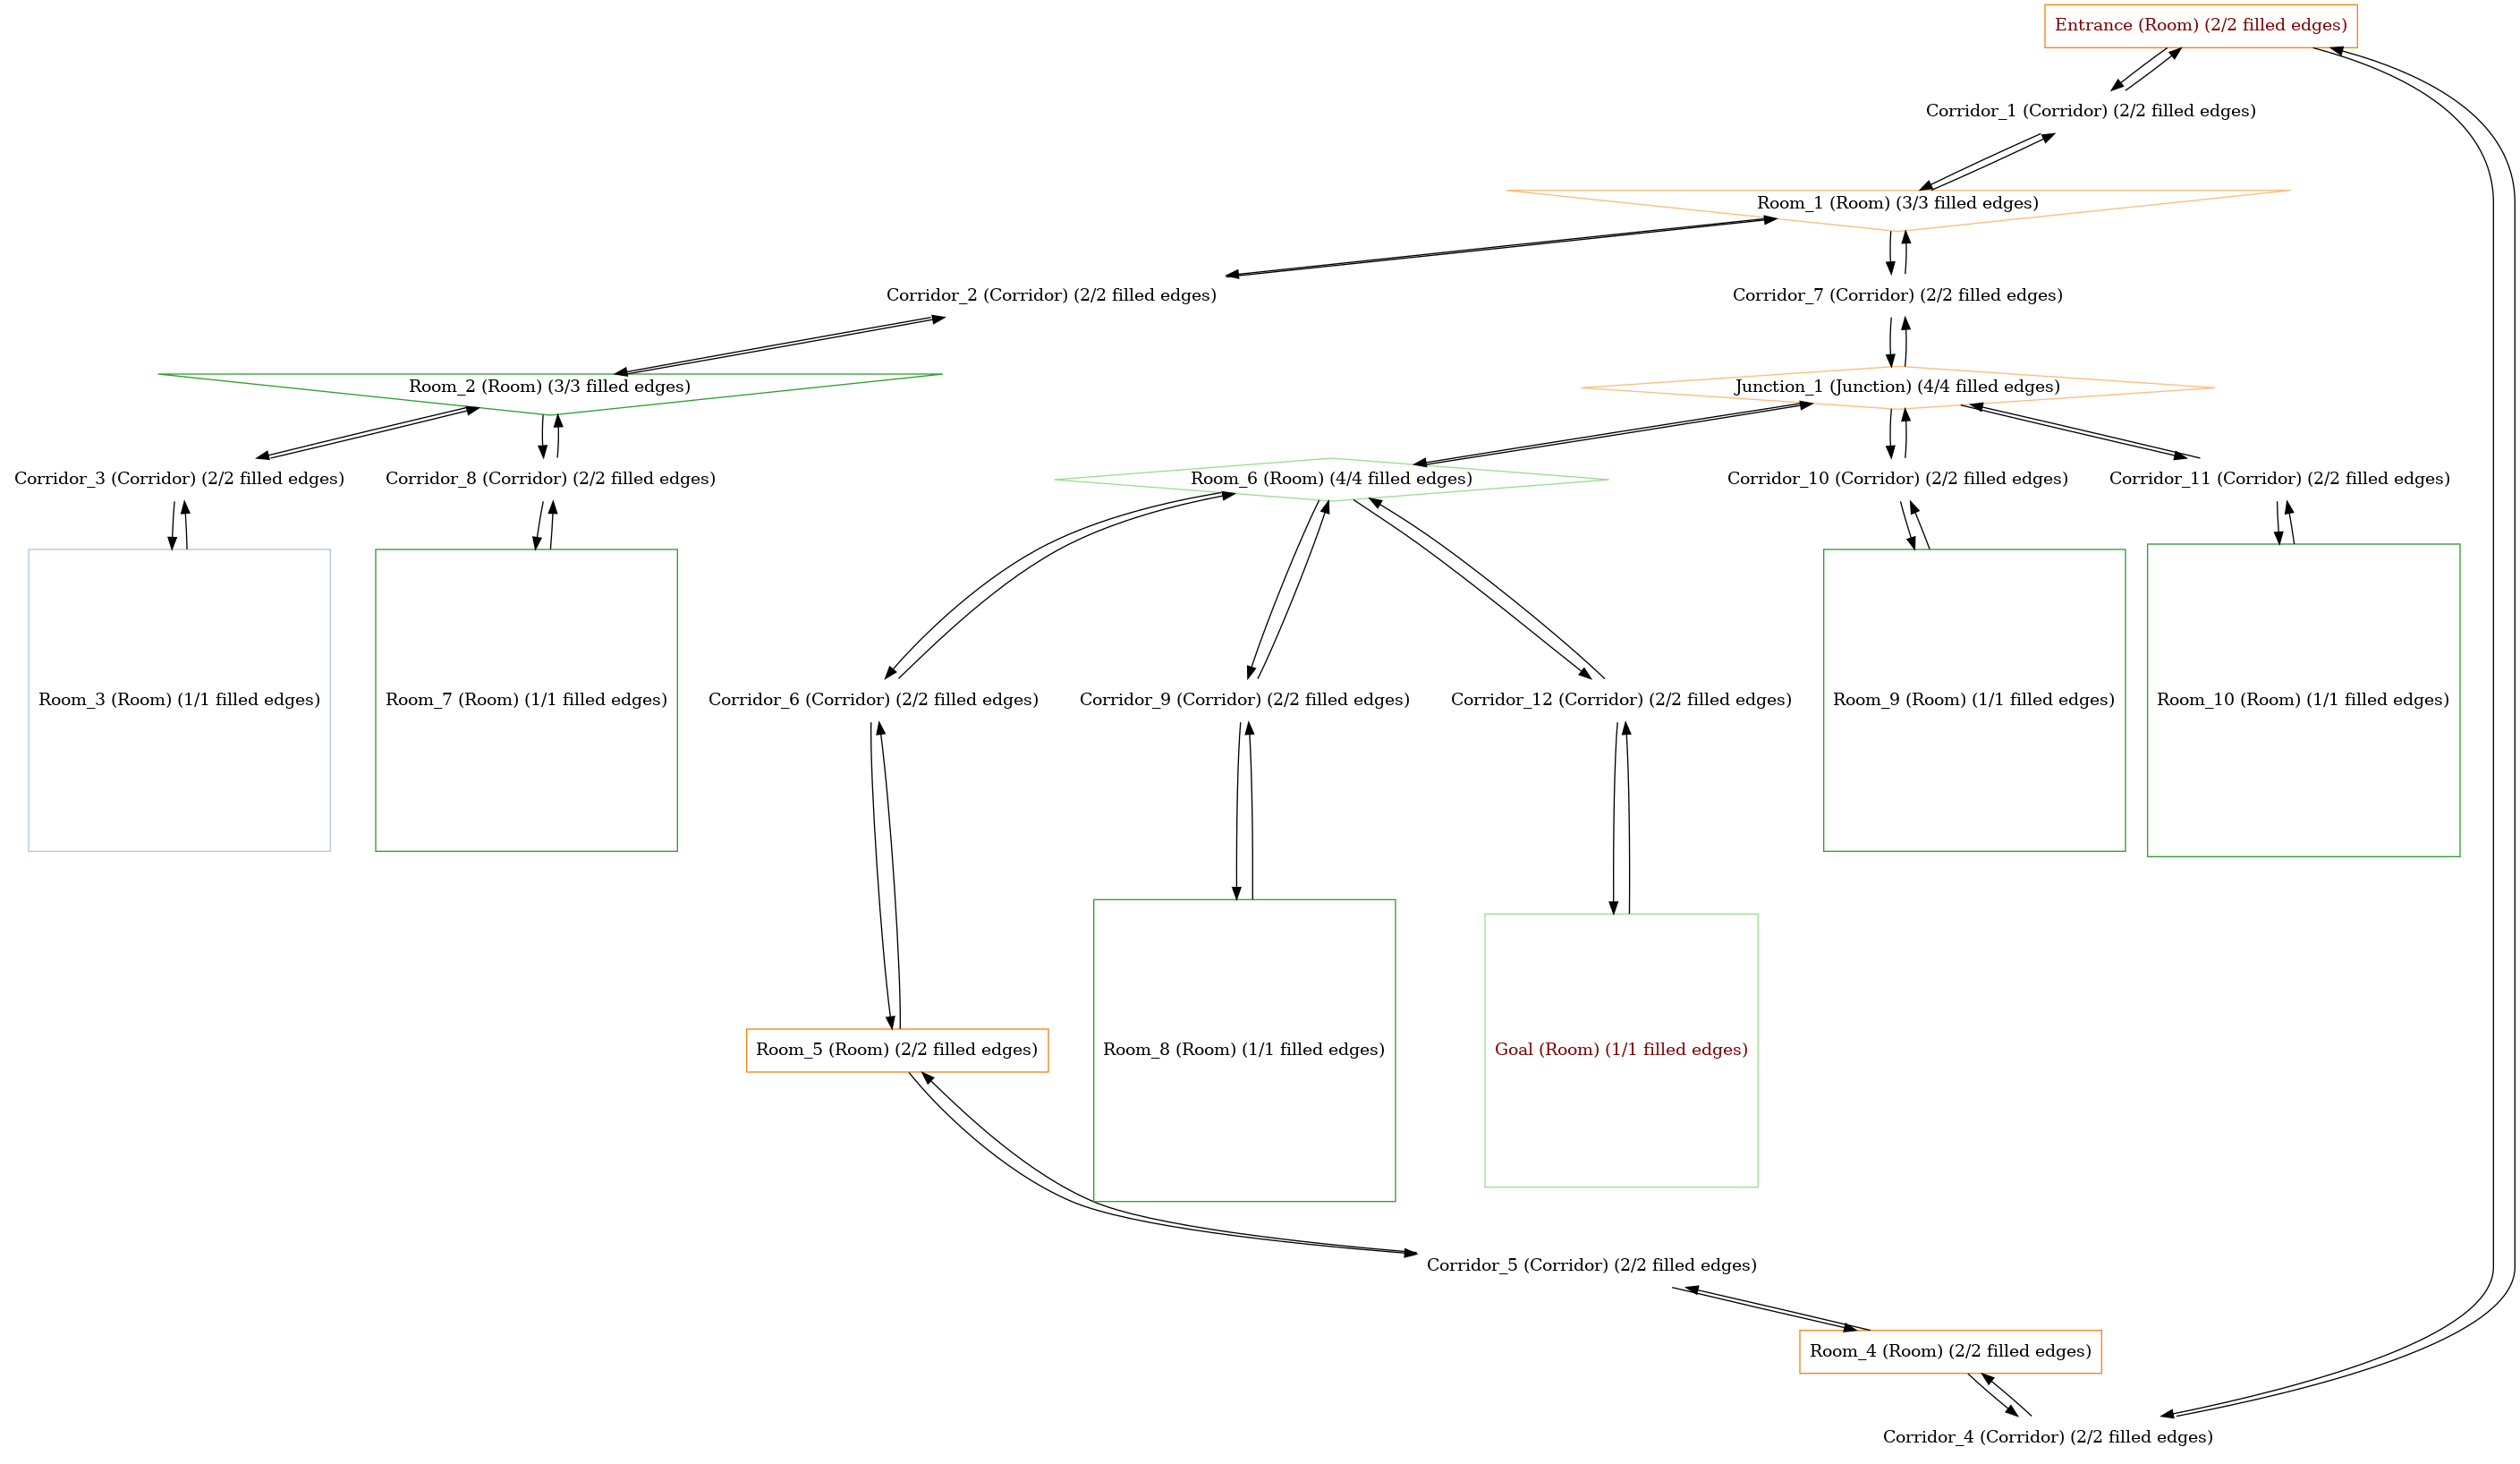 Entrance (Room) (2/2 filled edges)
Corridor_1 (Corridor) (2/2 filled edges)
Room_1 (Room) (3/3 filled edges)
Corridor_2 (Corridor) (2/2 filled edges)
Corridor_7 (Corridor) (2/2 filled edges)
Room_2 (Room) (3/3 filled edges)
Junction_1 (Junction) (4/4 filled edges)
Corridor_3 (Corridor) (2/2 filled edges)
Corridor_8 (Corridor) (2/2 filled edges)
Room_6 (Room) (4/4 filled edges)
Corridor_10 (Corridor) (2/2 filled edges)
Corridor_11 (Corridor) (2/2 filled edges)
Room_3 (Room) (1/1 filled edges)
Room_7 (Room) (1/1 filled edges)
Corridor_6 (Corridor) (2/2 filled edges)
Corridor_9 (Corridor) (2/2 filled edges)
Corridor_12 (Corridor) (2/2 filled edges)
Room_9 (Room) (1/1 filled edges)
Room_10 (Room) (1/1 filled edges)
Room_5 (Room) (2/2 filled edges)
Room_8 (Room) (1/1 filled edges)
Goal (Room) (1/1 filled edges)
Corridor_5 (Corridor) (2/2 filled edges)
Room_4 (Room) (2/2 filled edges)
Corridor_4 (Corridor) (2/2 filled edges)